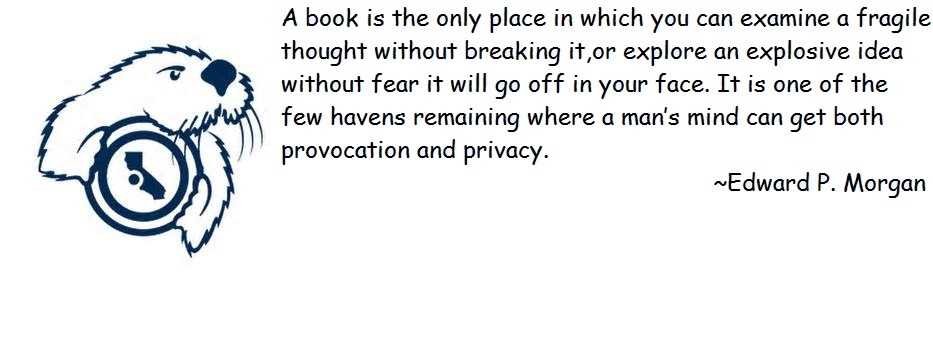 A book is the only place in which you can examine a fragile
thought without breaking it,or explore an explosive idea
without fear it will go off in your face. It is one of the
few havens remaining where a man's mind can get both
provocation and privacy.
~Edward P. Morgan